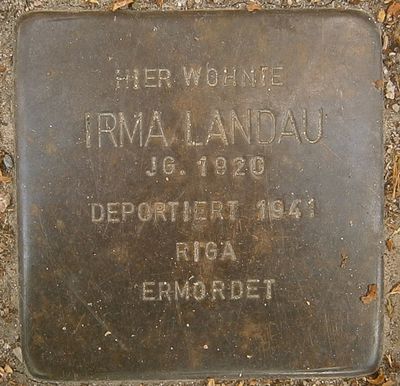 HIER WOHNTE
IRMA LANDAU
JG. 1920
DEPORTIERT 1941
RIGA
ERMORDET